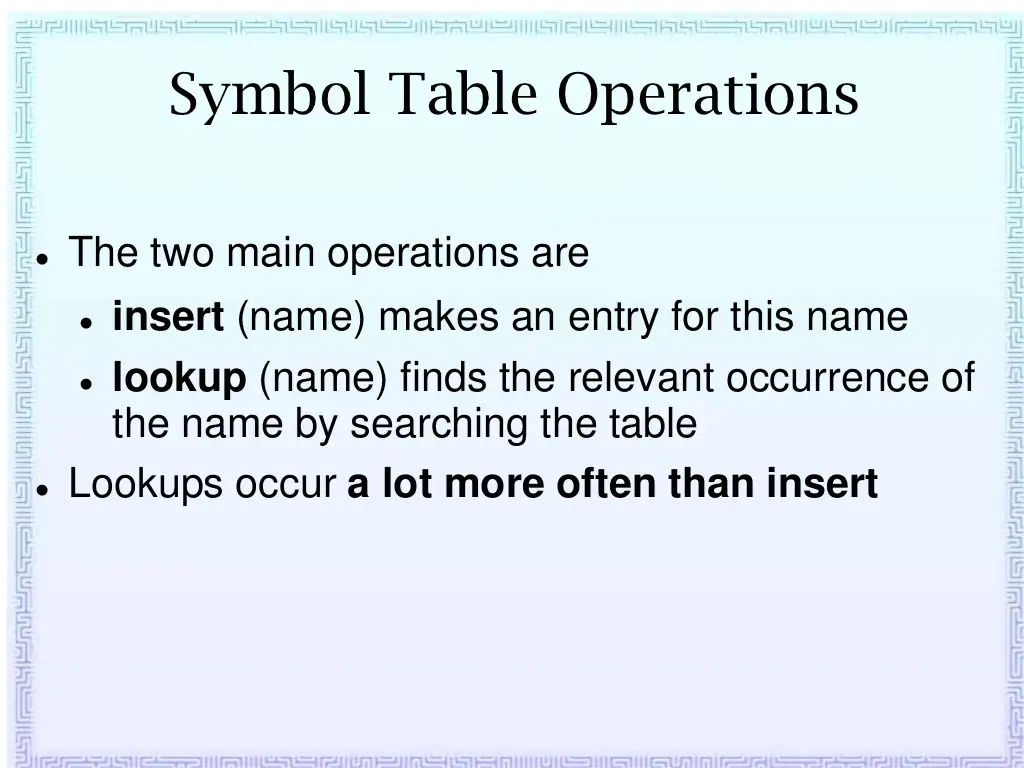 Symbol Table Operations
● The two main operations are
● insert (name) makes an entry for this name
● lookup (name) finds the relevant occurrence of
the name by searching the table
● Lookups occur a lot more often than insert